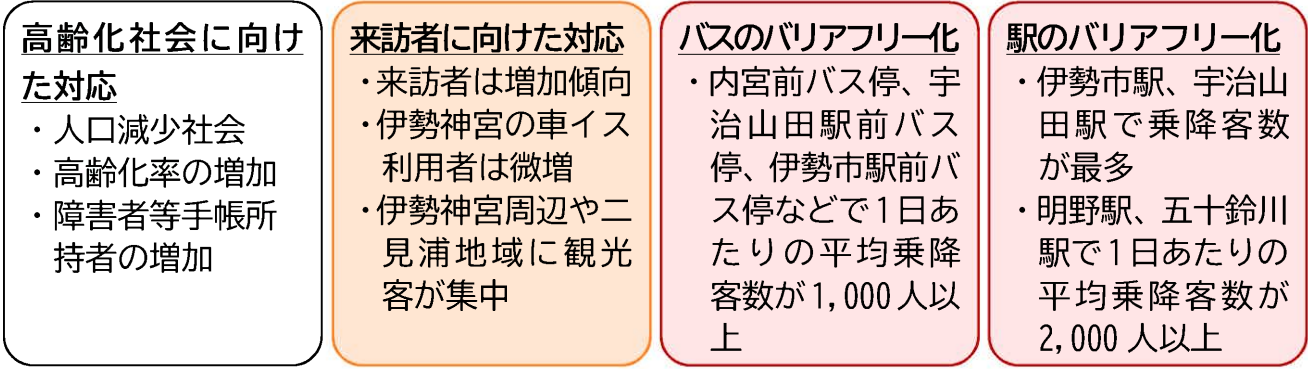 高齢化社会に向け
た対応
・人口減少社会
・高齢化率の増加
・障害者等手帳所
持者の増加
来訪者に向けた対応
・来訪者は増加傾向
・伊勢神宮の車イス
利用者は微増
・伊勢神宮周辺や二
見浦地域に観光
客が集中
バスのバリアフリー化
・内宮前バス停、宇
治山田駅前バス
停、伊勢市駅前バ
ス停などで1日あ
たりの平均乗降
客数が1,000人以
上
駅のバリアフリー化
・伊勢市駅、宇治山
田駅で乗降客数
が最多
・明野駅、五十鈴川
駅で1日あたりの
平均乗降客数が
2,000人以上